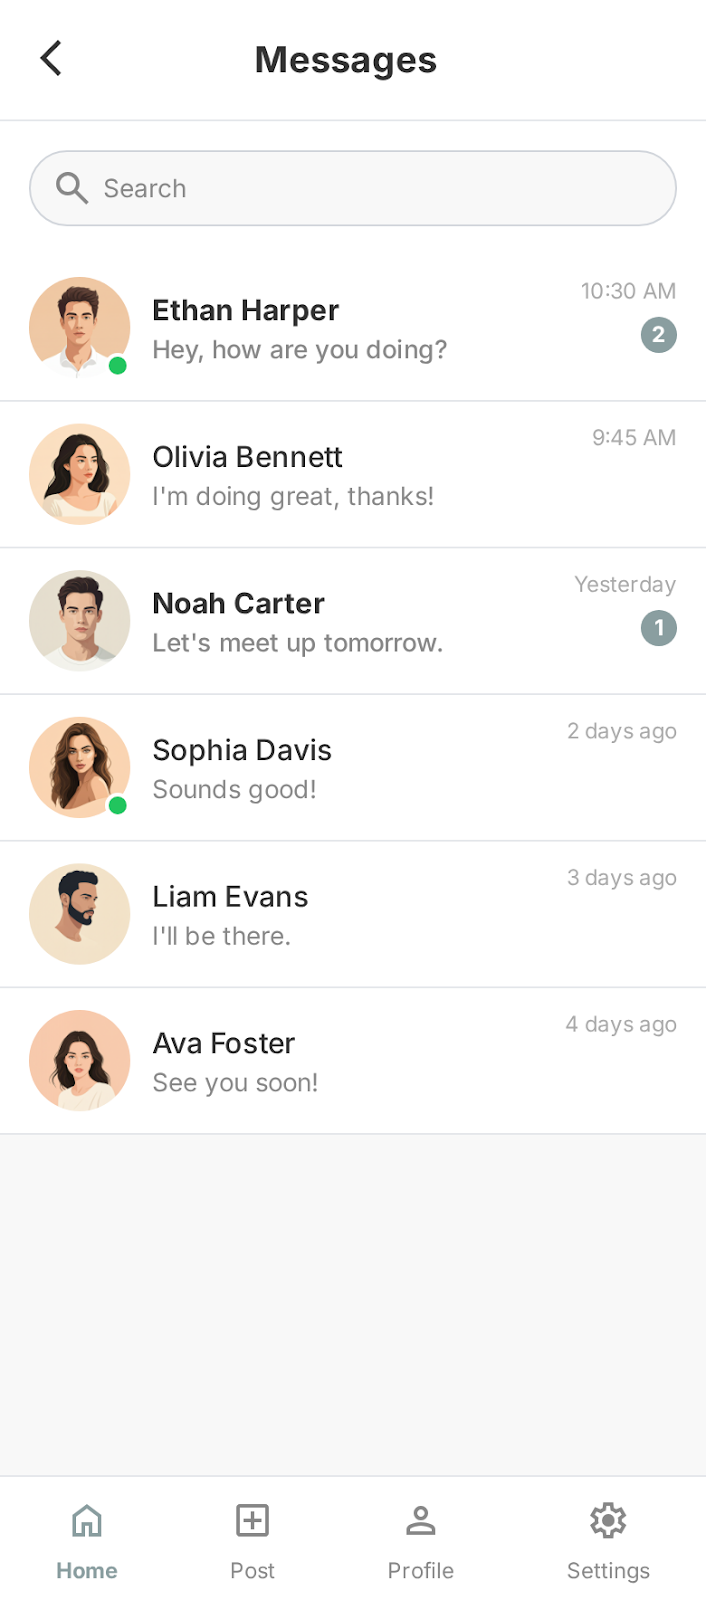 Messages
Search
Ethan Harper
10:30 AM
Hey, how are you doing?
2
Olivia Bennett
9:45 AM
I'm doing great, thanks!
Noah Carter
Yesterday
Let's meet up tomorrow.
1
Sophia Davis
2 days ago
Sounds good!
Liam Evans
3 days ago
I'll be there.
Ava Foster
4 days ago
See you soon!
Home
Post
Profile
Settings